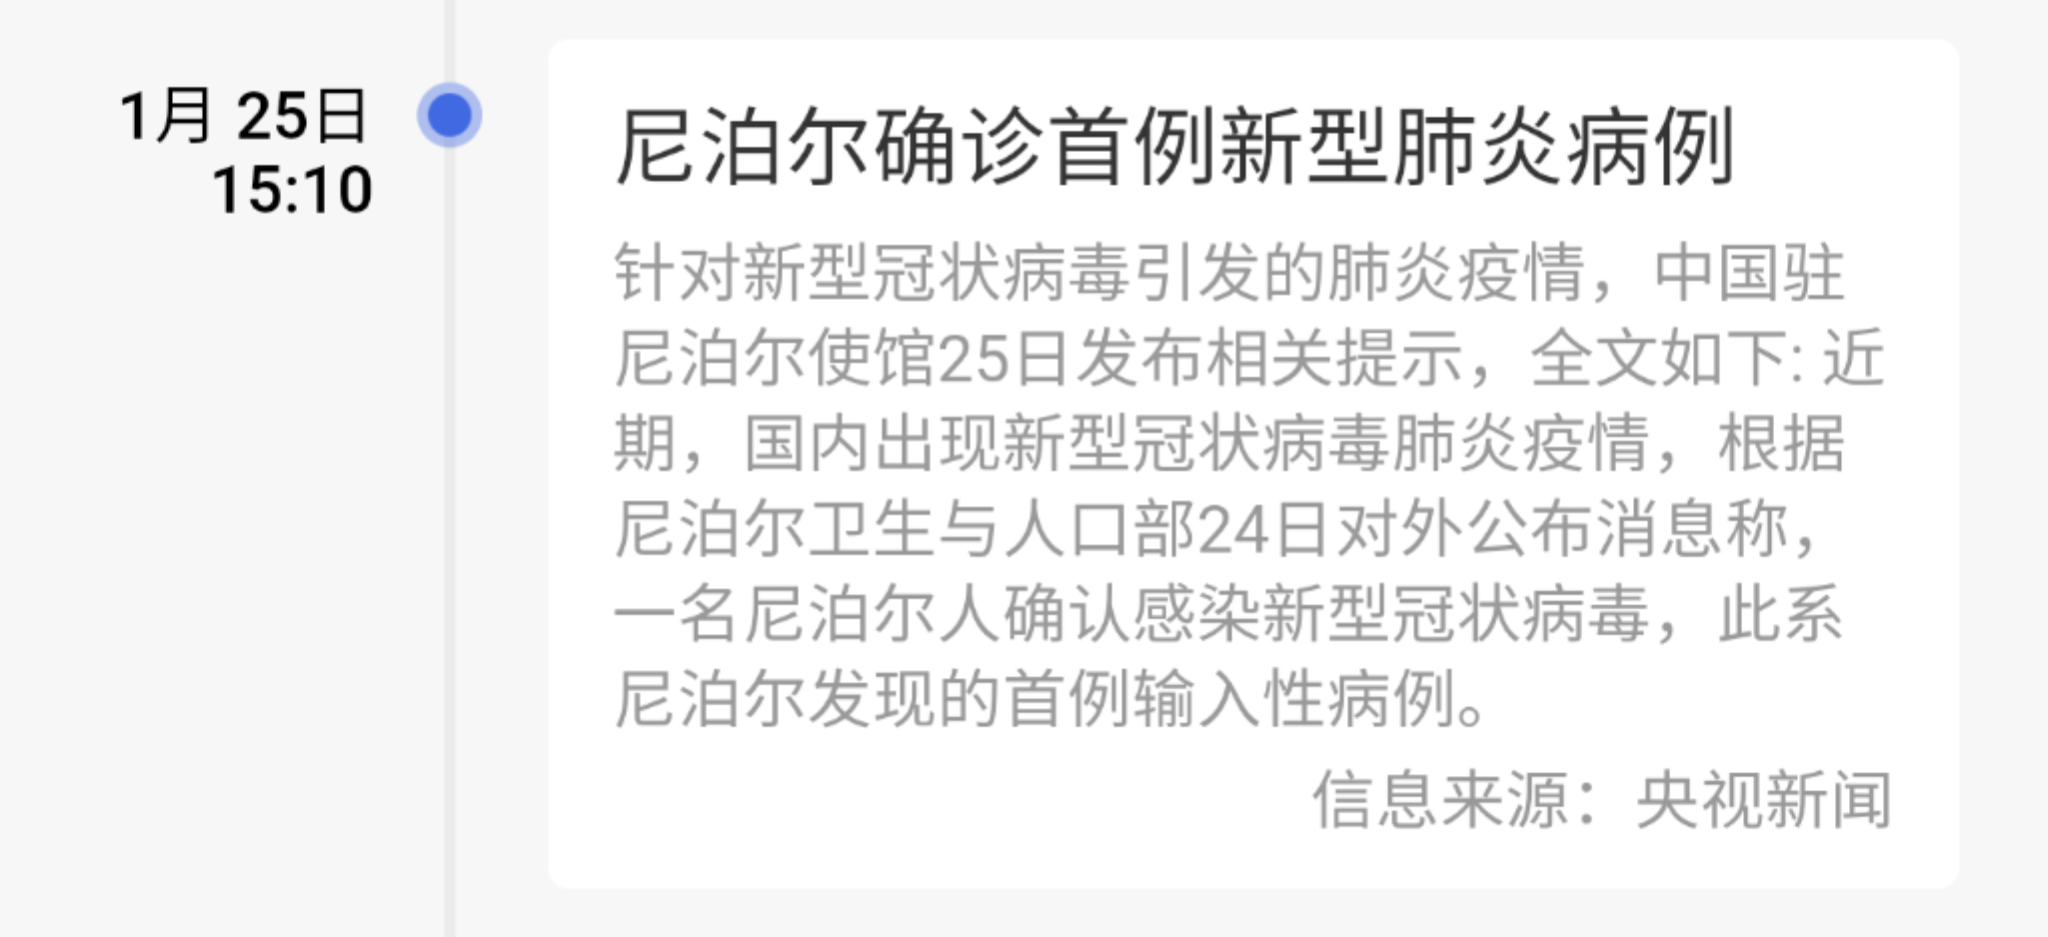 1月 25日
15:10
尼泊尔确诊首例新型肺炎病例
针对新型冠状病毒引发的肺炎疫情，中国驻
尼泊尔使馆25日发布相关提示，全文如下: 近
期，国内出现新型冠状病毒肺炎疫情，根据
尼泊尔卫生与人口部24日对外公布消息称，
一名尼泊尔人确认感染新型冠状病毒，此系
尼泊尔发现的首例输入性病例。
信息来源：央视新闻